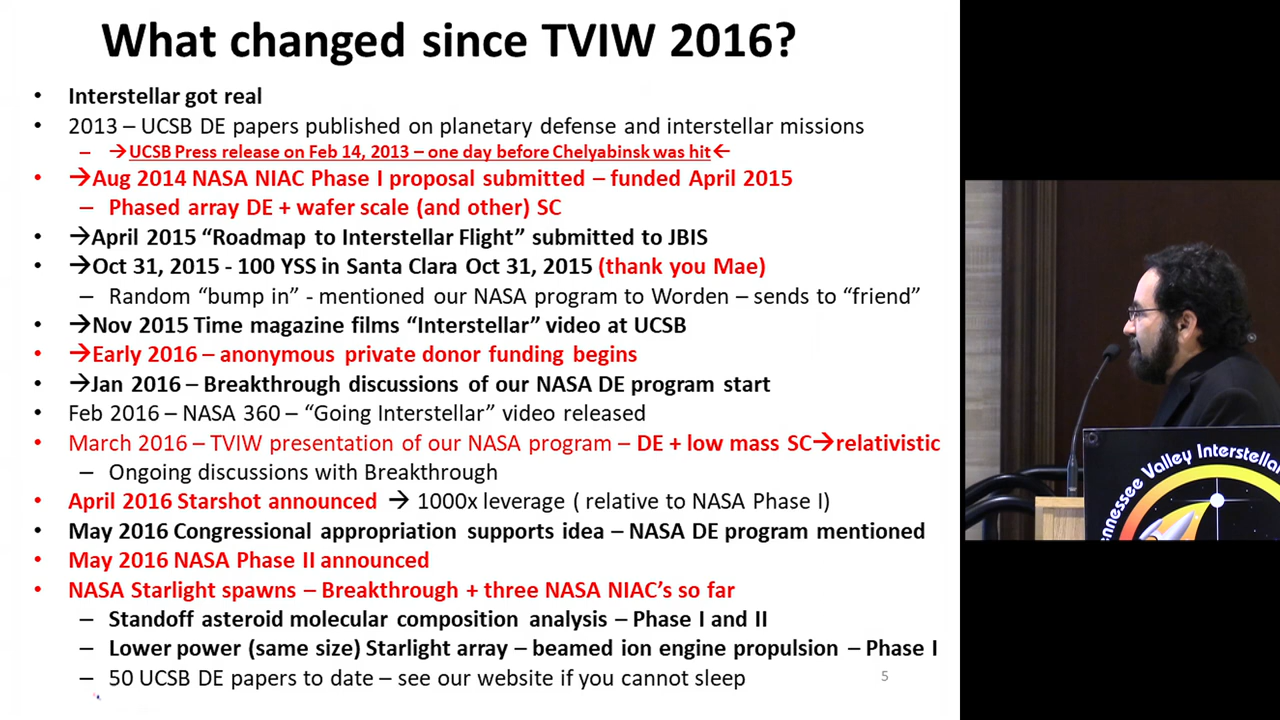 What changed since TVIW 2016?
• Interstellar got real
• 2013 – UCSB DE papers published on planetary defense and interstellar missions
– →UCSB Press release on Feb 14, 2013 – one day before Chelyabinsk was hit←
• →Aug 2014 NASA NIAC Phase I proposal submitted – funded April 2015
– Phased array DE + wafer scale (and other) SC
• →April 2015 “Roadmap to Interstellar Flight” submitted to JBIS
• →Oct 31, 2015 - 100 YSS in Santa Clara Oct 31, 2015 (thank you Mae)
– Random “bump in” - mentioned our NASA program to Worden – sends to “friend”
• →Nov 2015 Time magazine films “Interstellar” video at UCSB
• →Early 2016 – anonymous private donor funding begins
• →Jan 2016 – Breakthrough discussions of our NASA DE program start
• Feb 2016 – NASA 360 – “Going Interstellar” video released
• March 2016 – TVIW presentation of our NASA program – DE + low mass SC→relativistic
– Ongoing discussions with Breakthrough
• April 2016 Starshot announced → 1000x leverage ( relative to NASA Phase I)
• May 2016 Congressional appropriation supports idea – NASA DE program mentioned
• May 2016 NASA Phase II announced
• NASA Starlight spawns – Breakthrough + three NASA NIAC’s so far
– Standoff asteroid molecular composition analysis – Phase I and II
– Lower power (same size) Starlight array – beamed ion engine propulsion – Phase I
– 50 UCSB DE papers to date – see our website if you cannot sleep
5
ennessee Valley Interstellar